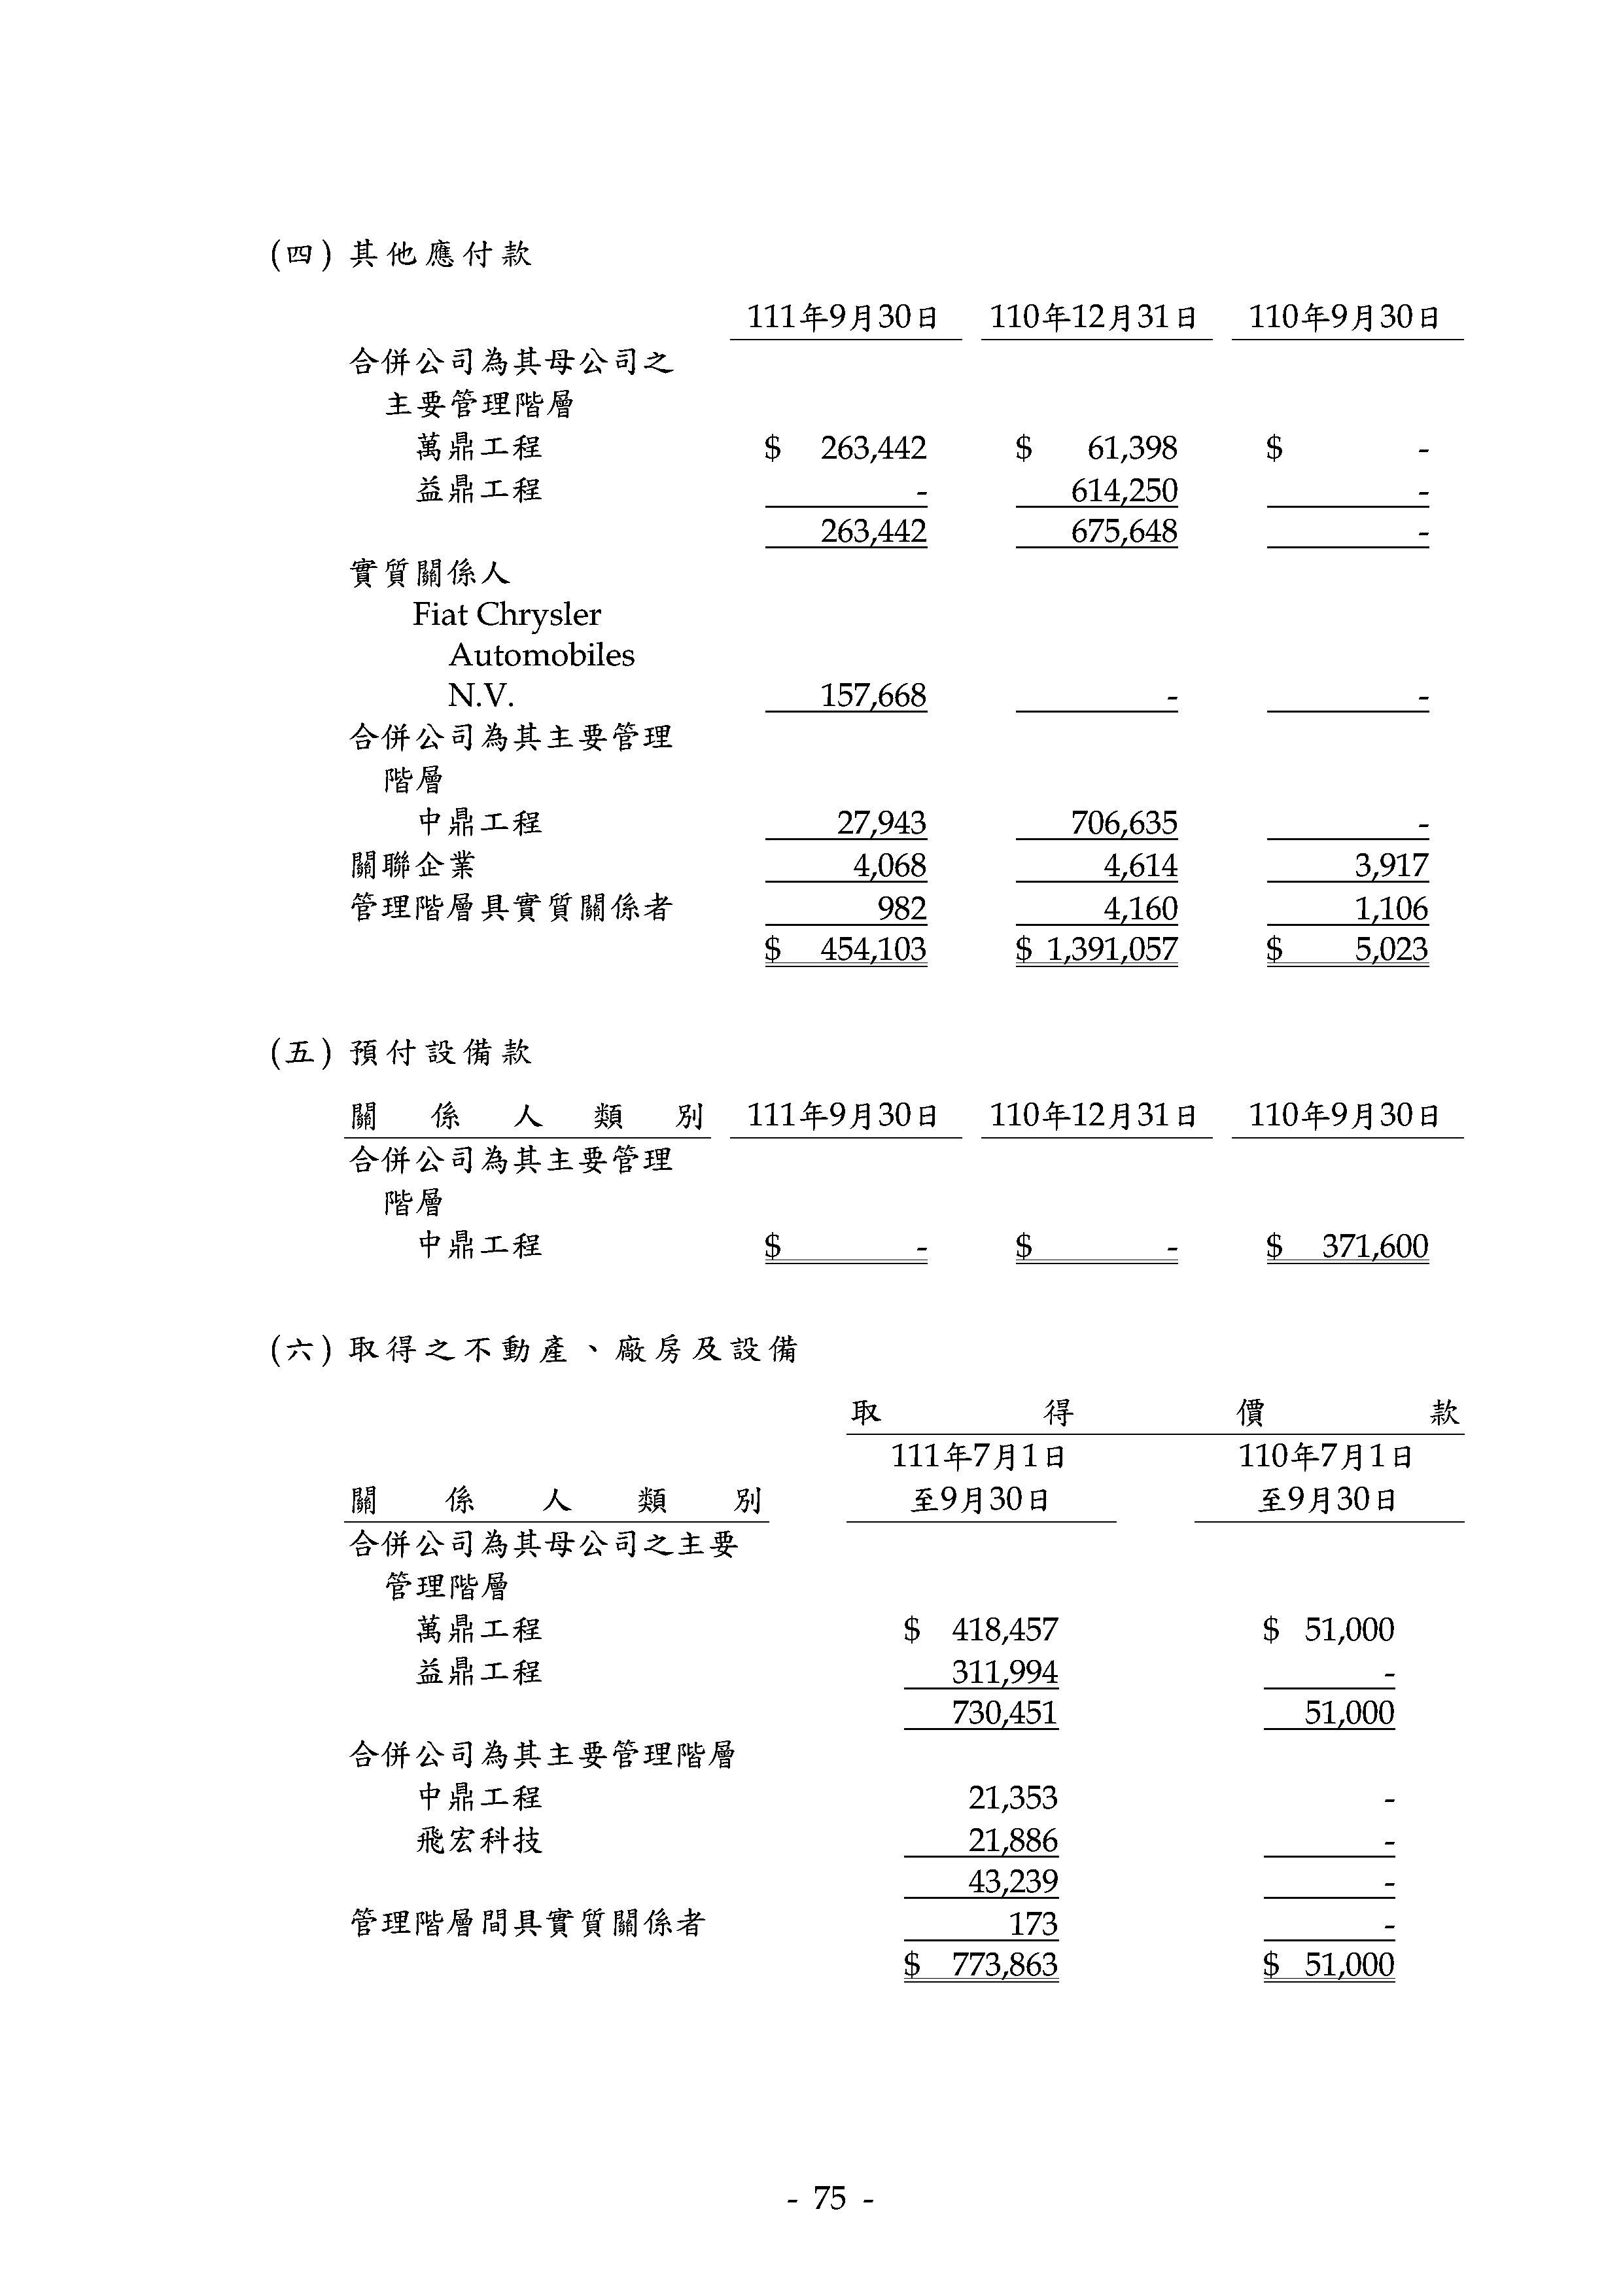 (四) 其他應付款
111年9月30日 110年12月31日 110年9月30日
合併公司為其母公司之
主要管理階層
萬鼎工程 $ 263,442 $ 61,398 $ -
益鼎工程 - 614,250 -
263,442 675,648 -
實質關係人
Fiat Chrysler
Automobiles
N.V. 157,668 - -
合併公司為其主要管理
階層
中鼎工程 27,943 706,635 -
關聯企業 4,068 4,614 3,917
管理階層具實質關係者 982 4,160 1,106
$ 454,103 $ 1,391,057 $ 5,023
(五) 預付設備款
關係人類別 111年9月30日 110年12月31日 110年9月30日
合併公司為其主要管理
階層
中鼎工程 $ - $ - $ 371,600
(六) 取得之不動產、廠房及設備
取得價款
111年7月1日 110年7月1日
關係人類別 至9月30日 至9月30日
合併公司為其母公司之主要
管理階層
萬鼎工程 $ 418,457 $ 51,000
益鼎工程 311,994 -
730,451 51,000
合併公司為其主要管理階層
中鼎工程 21,353 -
飛宏科技 21,886 -
43,239 -
管理階層間具實質關係者 173 -
$ 773,863 $ 51,000
- 75 -